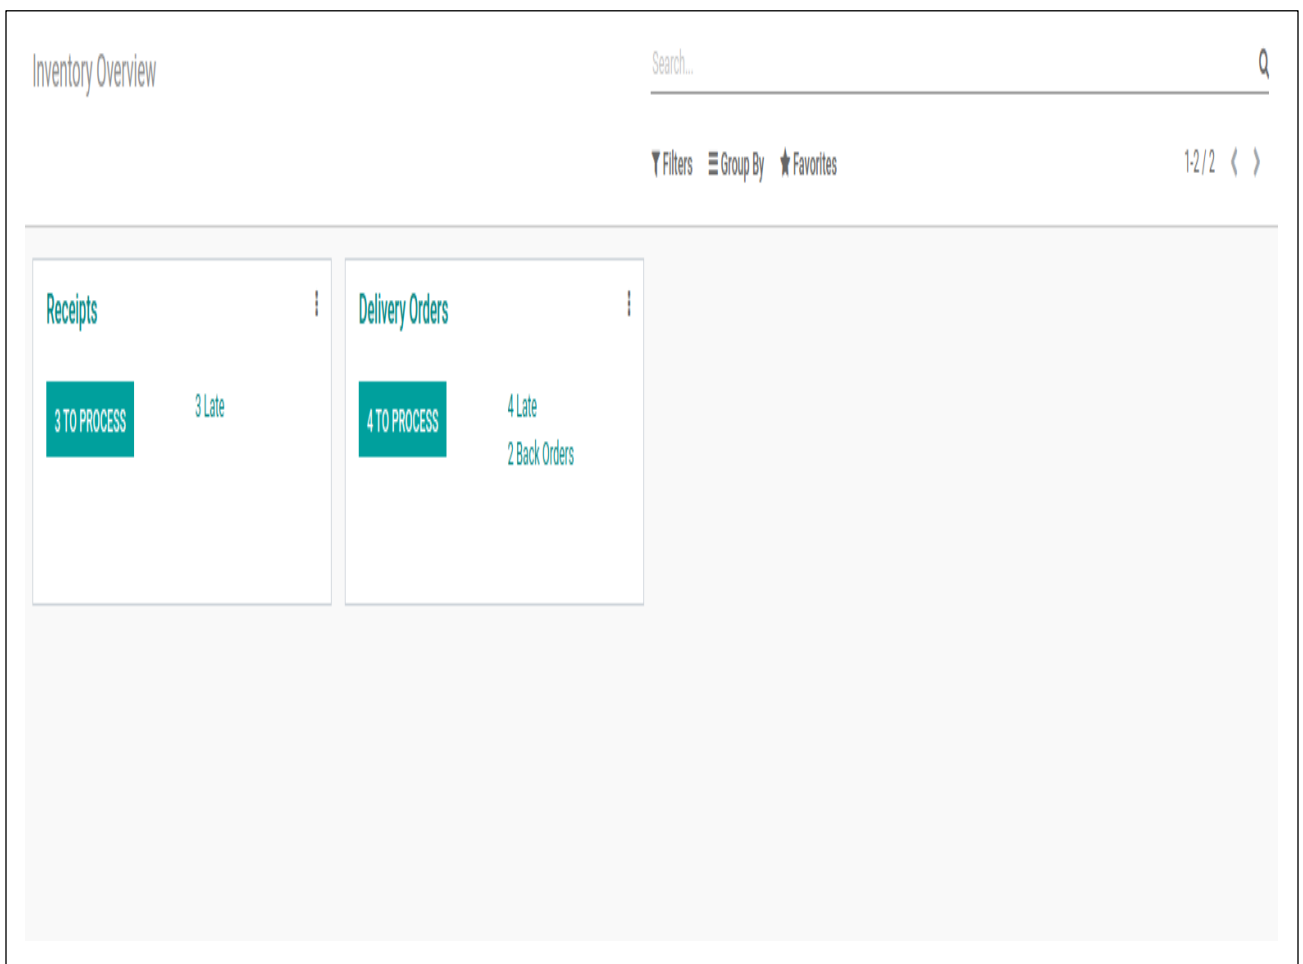 Inventory Overview
Search...
Filters Group By Favorites
1-2 / 2
Receipts
3 TO PROCESS
3 Late
Delivery Orders
4 TO PROCESS
4 Late
2 Back Orders